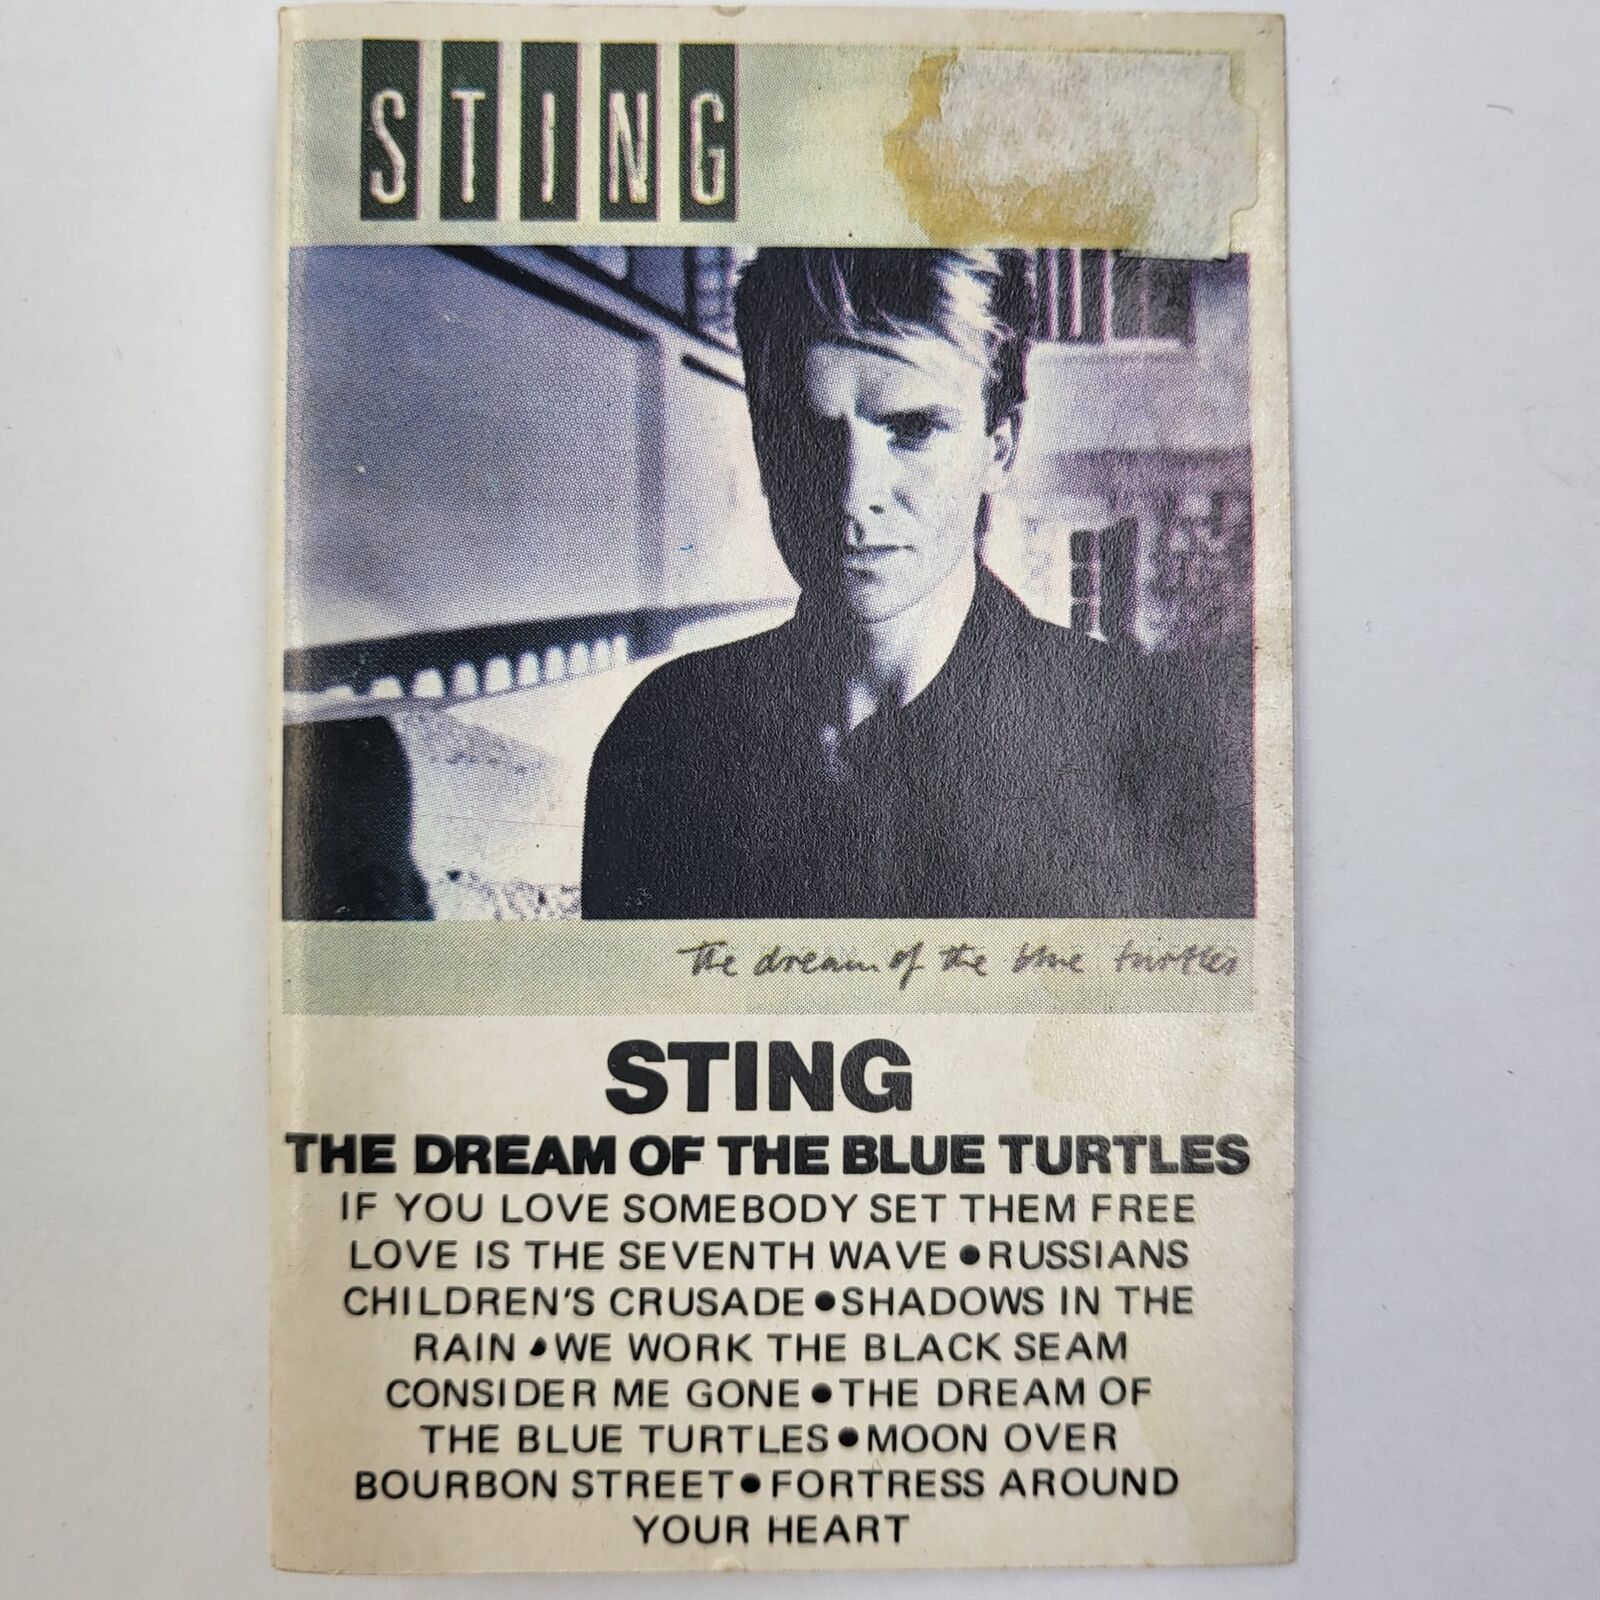 STING
The dream of the blue turtles
STING
THE DREAM OF THE BLUE TURTLES
IF YOU LOVE SOMEBODY SET THEM FREE
LOVE IS THE SEVENTH WAVE ● RUSSIANS
CHILDREN'S CRUSADE ● SHADOWS IN THE
RAIN ● WE WORK THE BLACK SEAM
CONSIDER ME GONE ● THE DREAM OF
THE BLUE TURTLES ● MOON OVER
BOURBON STREET ● FORTRESS AROUND
YOUR HEART